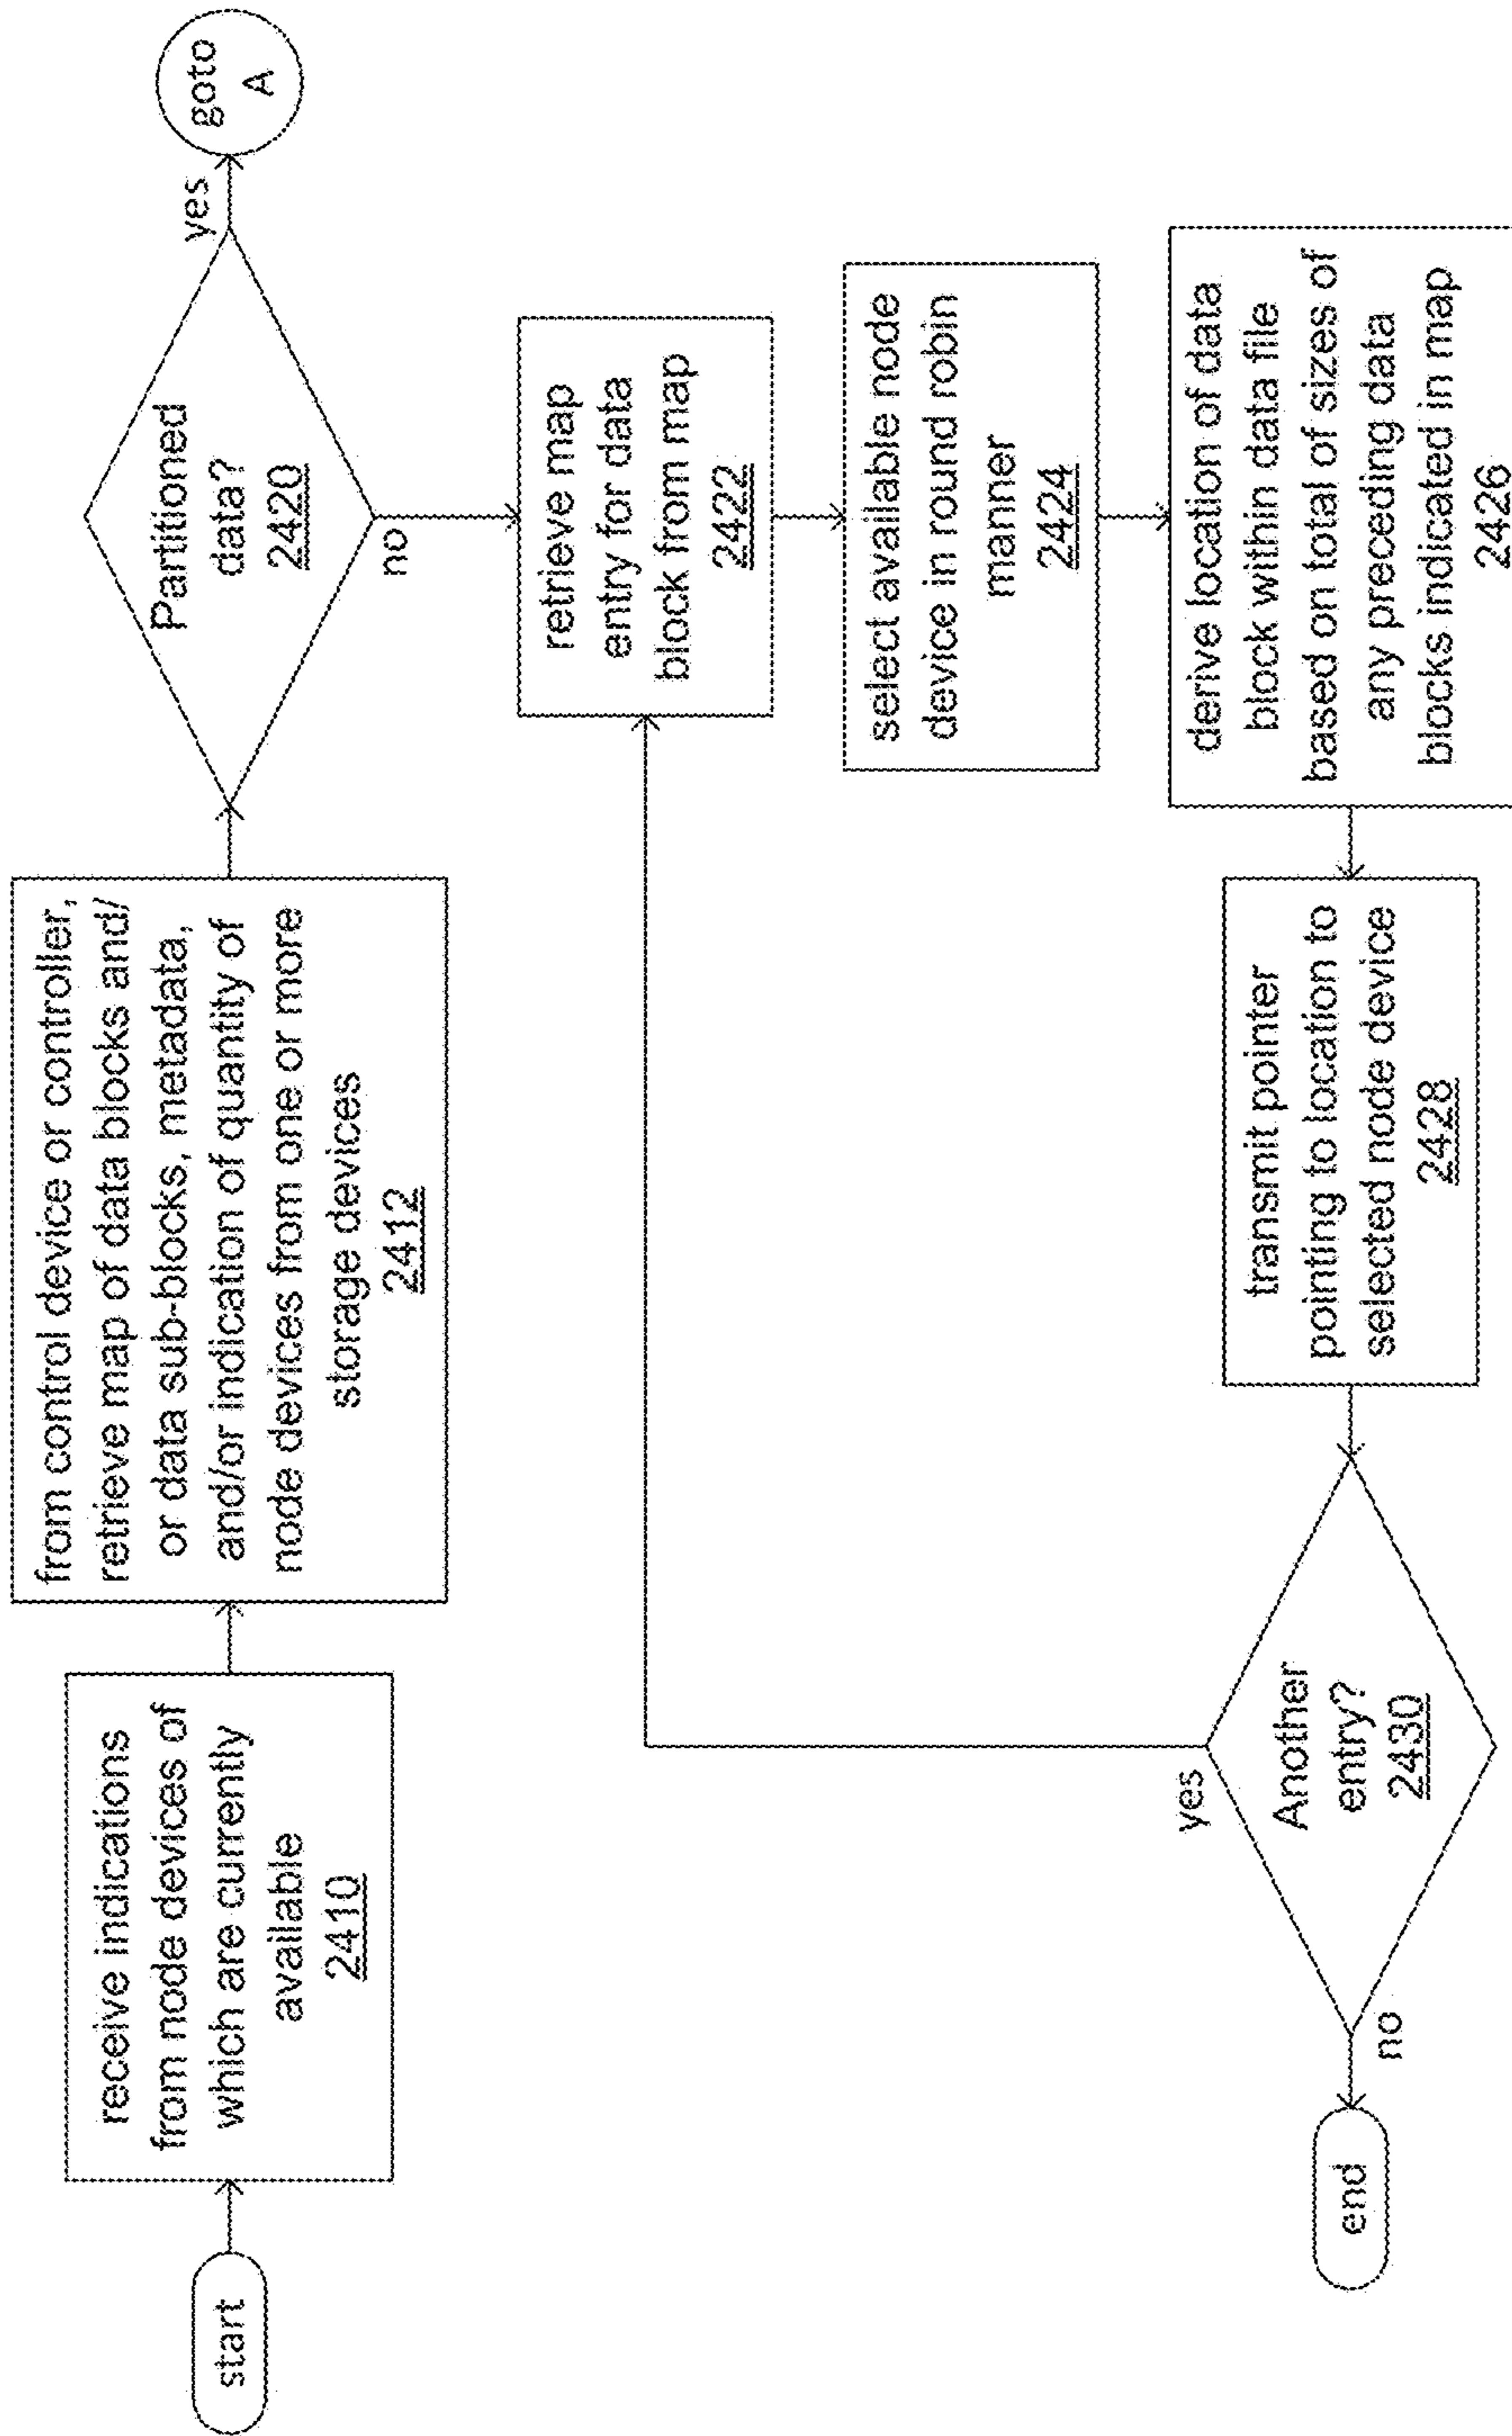 start
receive indications
from node devices of
which are currently
available
2410
from control device or controller,
retrieve map of data blocks and/
or data sub-blocks, metadata,
and/or indication of quantity of
node devices from one or more
storage devices
2412
Partitioned
data?
2420
yes
goto
A
no
retrieve map
entry for data
block from map
2422
select available node
device in round robin
manner
2424
derive location of data
block within data file
based on total of sizes of
any preceding data
blocks indicated in map
2426
transmit pointer
pointing to location to
selected node device
2428
Another
entry?
2430
yes
no
end